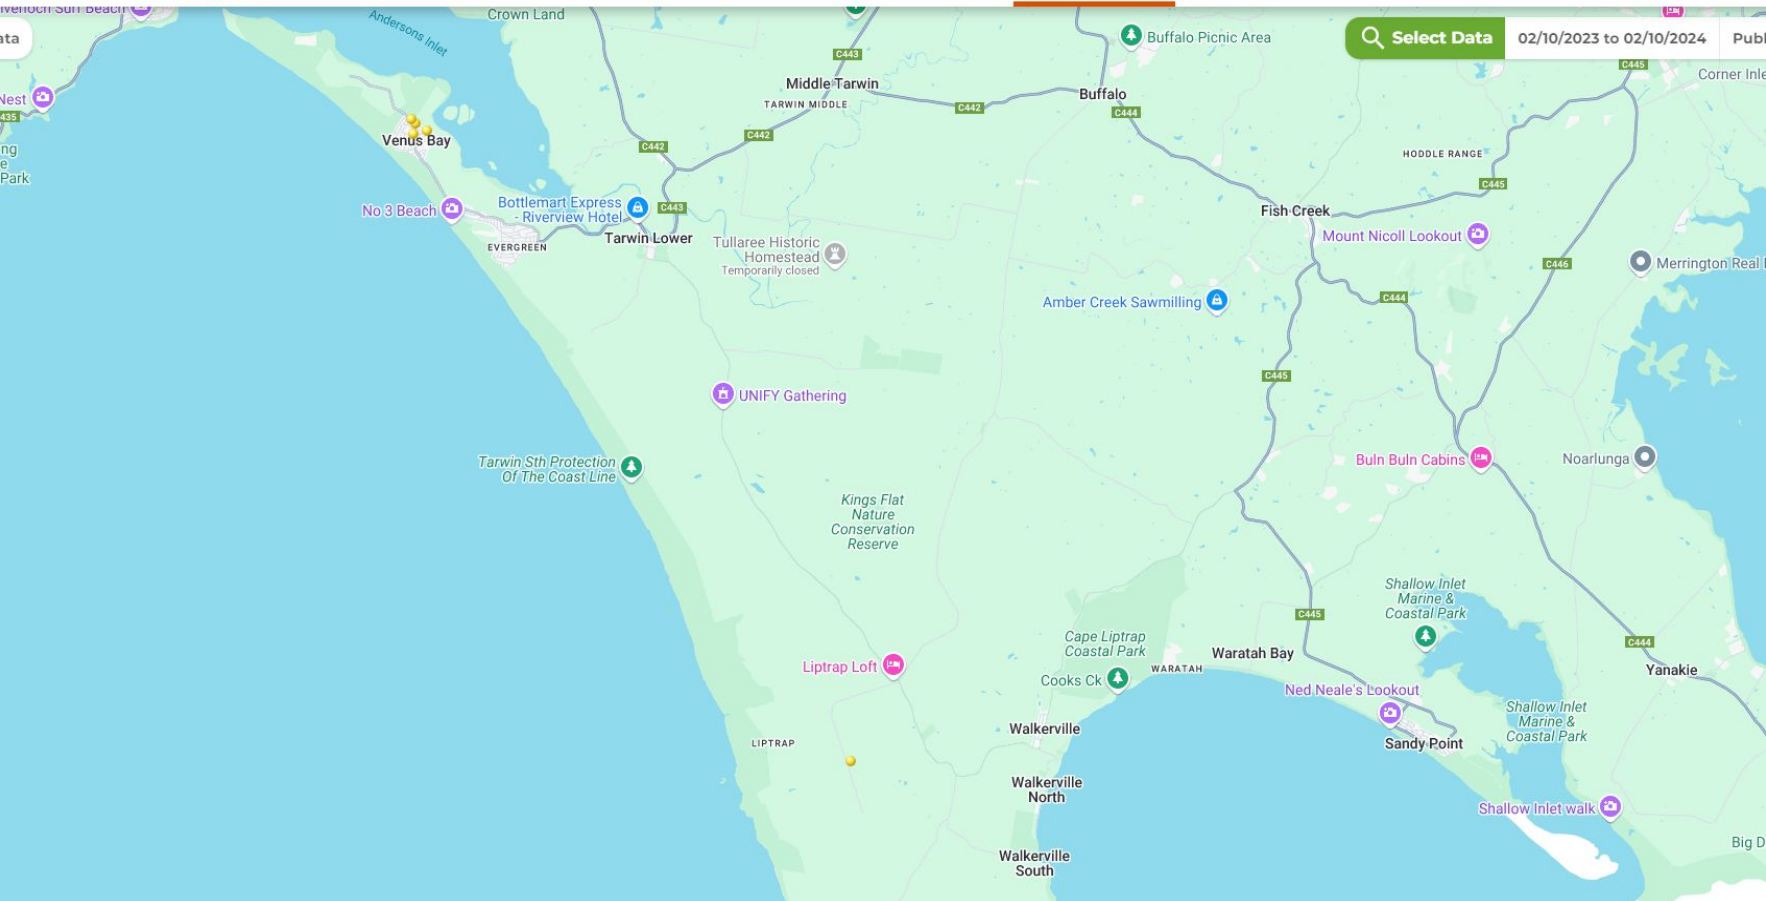 Andersons Inlet
Crown Land
Buffalo Picnic Area
Select Data
02/10/2023 to 02/10/2024
C443
C445
Middle Tarwin
TARWIN MIDDLE
Buffalo
C442
C444
Venus Bay
C442
C442
HODDLE RANGE
C445
No 3 Beach
Bottlemart Express
- Riverview Hotel
C443
EVERGREEN
Tarwin Lower
Tullaree Historic
Homestead
Temporarily closed
Fish Creek
Mount Nicoll Lookout
C446
Amber Creek Sawmilling
C444
C445
UNIFY Gathering
Tarwin Sth Protection
Of The Coast Line
Buln Buln Cabins
Noarlunga
Kings Flat
Nature
Conservation
Reserve
Shallow Inlet
Marine &
Coastal Park
C445
Cape Liptrap
Coastal Park
Waratah Bay
WARATAH
C444
Yanakie
Liptrap Loft
Cooks Ck
Ned Neale's Lookout
Shallow Inlet
Marine &
Coastal Park
Walkerville
LIPTRAP
Sandy Point
Walkerville
North
Shallow Inlet walk
Walkerville
South